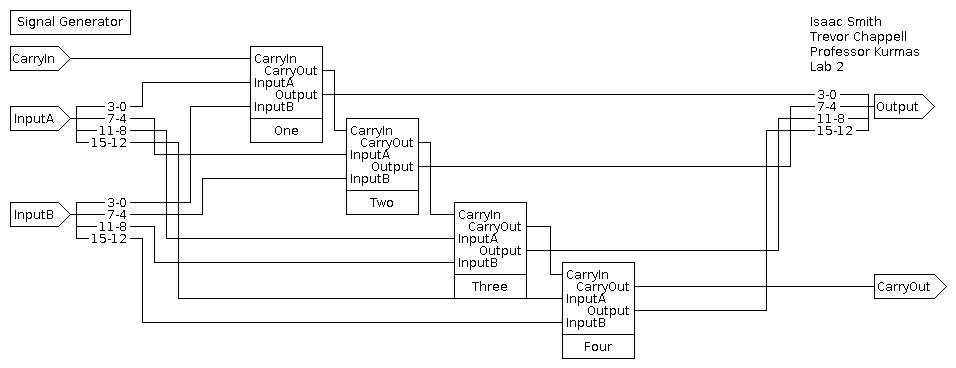 Signal Generator
Isaac Smith
Trevor Chappell
Professor Kurmas
Lab 2
CarryIn
InputA
3-0
7-4
11-8
15-12
InputB
3-0
7-4
11-8
15-12
CarryIn
CarryOut
InputA
Output
InputB
One
CarryIn
CarryOut
InputA
Output
InputB
Two
CarryIn
CarryOut
InputA
Output
InputB
Three
CarryIn
CarryOut
InputA
Output
InputB
Four
3-0
7-4
11-8
15-12
Output
CarryOut